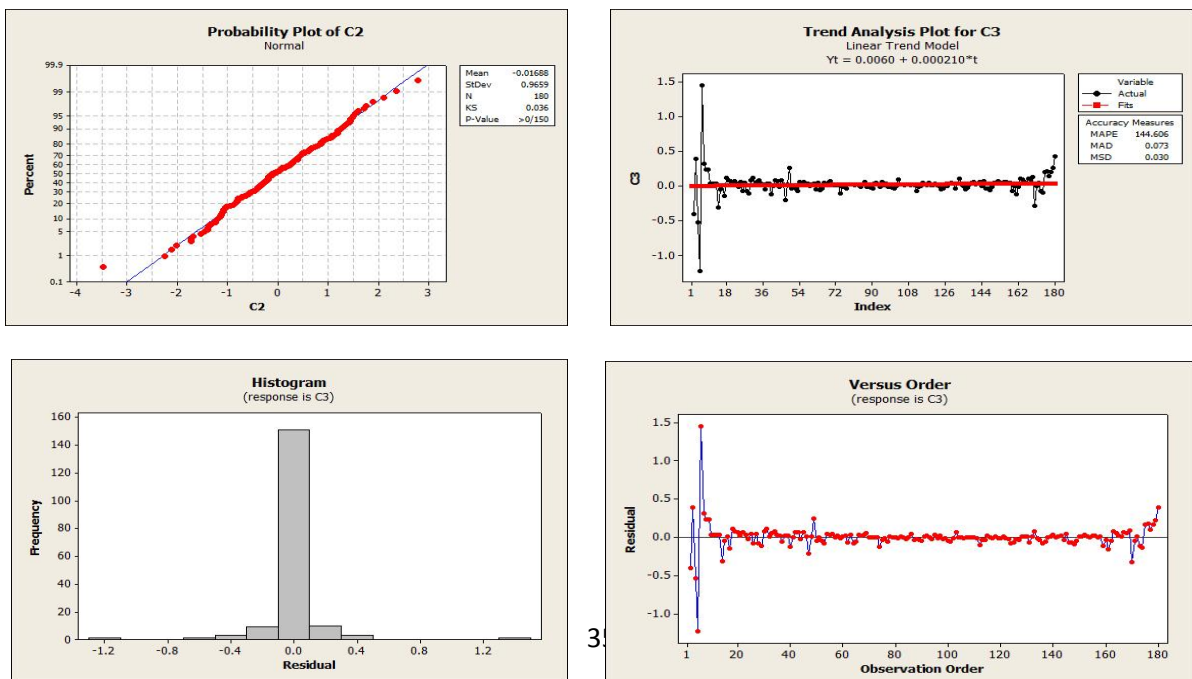 Probability Plot of C2
Normal
99.9
99
95
90
80
70
60
50
40
30
20
10
5
1
0.1
Percent
-4 -3 -2 -1 0 1 2 3
C2
Mean -0.01688
StDev 0.9659
N 180
KS 0.036
P-Value >0/150
Trend Analysis Plot for C3
Linear Trend Model
Yt = 0.0060 + 0.000210*t
1.5
1.0
0.5
0.0
-0.5
-1.0
C3
1 18 36 54 72 90 108 126 144 162 180
Index
Variable
Actual
Fits
Accuracy Measures
MAPE 144.606
MAD 0.073
MSD 0.030
Histogram
(response is C3)
160
140
120
100
80
60
40
20
0
Frequency
-1.2 -0.8 -0.4 0.0 0.4 0.8 1.2
Residual
Versus Order
(response is C3)
1.5
1.0
0.5
0.0
-0.5
-1.0
Residual
1 20 40 60 80 100 120 140 160 180
Observation Order